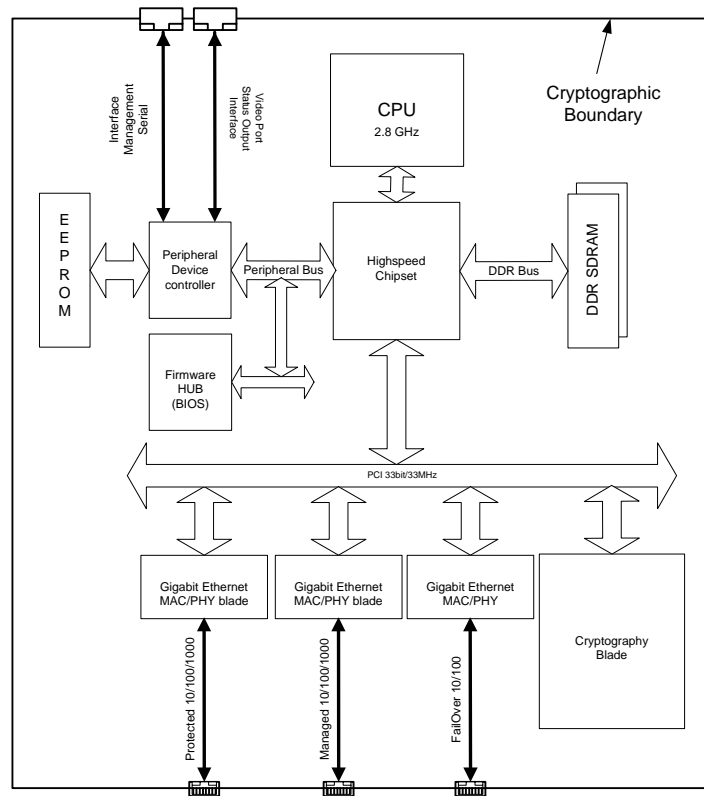 Interface
Management
Serial
Video Port
Status Output
Interface
CPU
2.8 GHz
Cryptographic
Boundary
EEPROM
Peripheral
Device
controller
Peripheral Bus
Highspeed
Chipset
DDR Bus
DDR SDRAM
Firmware
HUB
(BIOS)
PCI 33bit/33MHz
Gigabit Ethernet
MAC/PHY blade
Gigabit Ethernet
MAC/PHY blade
Gigabit Ethernet
MAC/PHY
Cryptography
Blade
Protected 10/100/1000
Managed 10/100/1000
FailOver 10/100